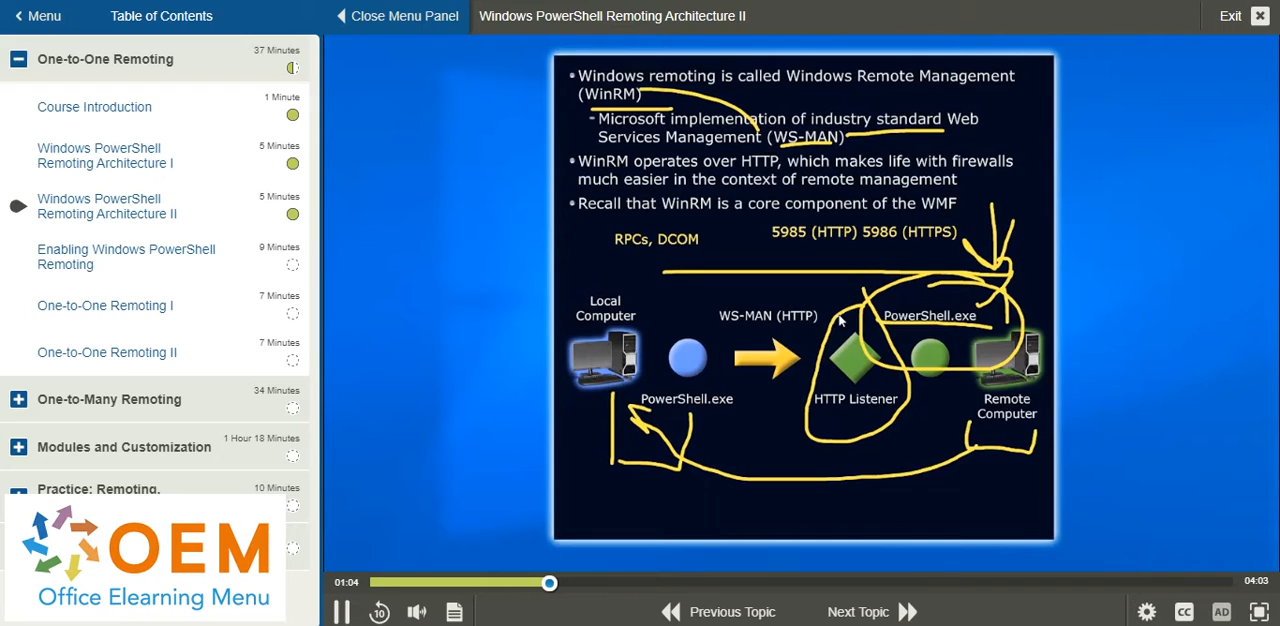 Menu
Table of Contents
Close Menu Panel
Windows PowerShell Remoting Architecture II
Exit
One-to-One Remoting
37 Minutes
Course Introduction
1 Minute
Windows PowerShell
Remoting Architecture I
5 Minutes
Windows PowerShell
Remoting Architecture II
5 Minutes
Enabling Windows PowerShell
Remoting
9 Minutes
One-to-One Remoting I
7 Minutes
One-to-One Remoting II
7 Minutes
One-to-Many Remoting
34 Minutes
Modules and Customization
1 Hour 18 Minutes
Practice: Remoting,
10 Minutes
OEM
Office Elearning Menu
•Windows remoting is called Windows Remote Management
(WinRM)
-Microsoft implementation of industry standard Web
Services Management (WS-MAN)
•WinRM operates over HTTP, which makes life with firewalls
much easier in the context of remote management
•Recall that WinRM is a core component of the WMF
RPCs, DCOM
5985 (HTTP) 5986 (HTTPS)
Local
Computer
WS-MAN (HTTP)
PowerShell.exe
PowerShell.exe
HTTP Listener
Remote
Computer
01:04
04:03
10
Previous Topic
Next Topic
CC
AD